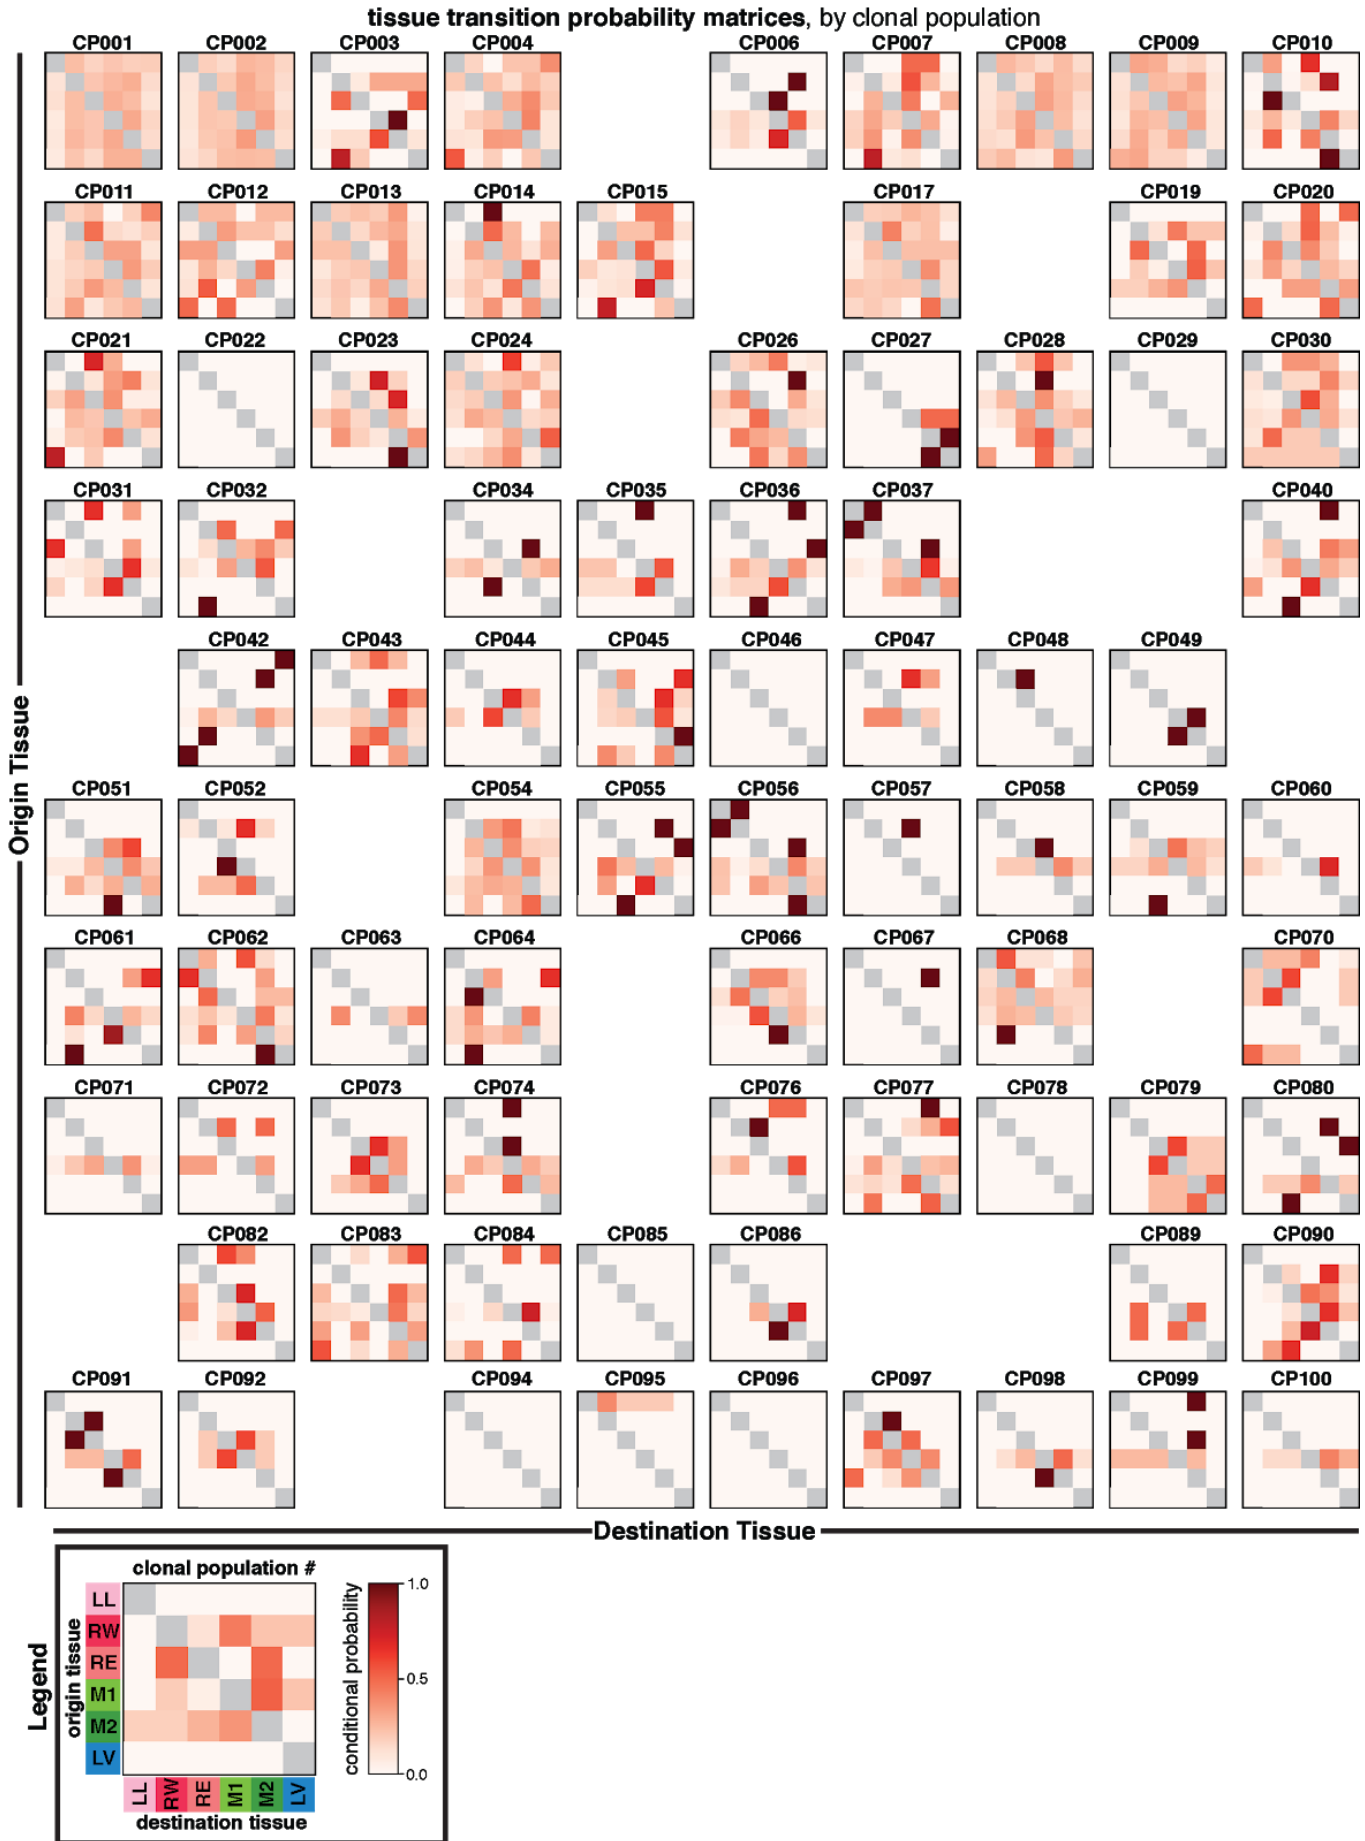 tissue transition probability matrices, by clonal population
CP001 CP002 CP003 CP004 CP006 CP007 CP008 CP009 CP010
CP011 CP012 CP013 CP014 CP015 CP017 CP019 CP020
CP021 CP022 CP023 CP024 CP026 CP027 CP028 CP029 CP030
CP031 CP032 CP034 CP035 CP036 CP037 CP040
CP042 CP043 CP044 CP045 CP046 CP047 CP048 CP049
Origin Tissue
CP051 CP052 CP054 CP055 CP056 CP057 CP058 CP059 CP060
CP061 CP062 CP063 CP064 CP066 CP067 CP068 CP070
CP071 CP072 CP073 CP074 CP076 CP077 CP078 CP079 CP080
CP082 CP083 CP084 CP085 CP086 CP089 CP090
CP091 CP092 CP094 CP095 CP096 CP097 CP098 CP099 CP100
Destination Tissue
Legend
clonal population #
origin tissue
LL
RW
RE
M1
M2
LV
LL RW RE M1 M2 LV
destination tissue
conditional probability
1.0
0.5
0.0